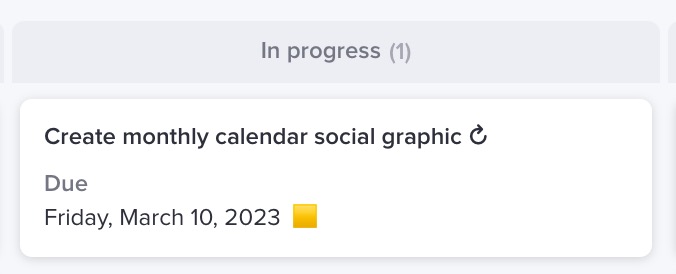 In progress (1)
Create monthly calendar social graphic ↻
Due
Friday, March 10, 2023 🟨